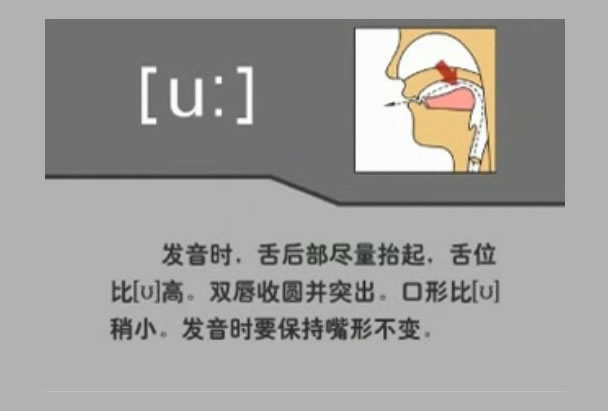 [uː]
发音时，舌后部尽量抬起，舌位
比[ʊ]高。双唇收圆并突出。口形比[ʊ]
稍小。发音时要保持嘴形不变。